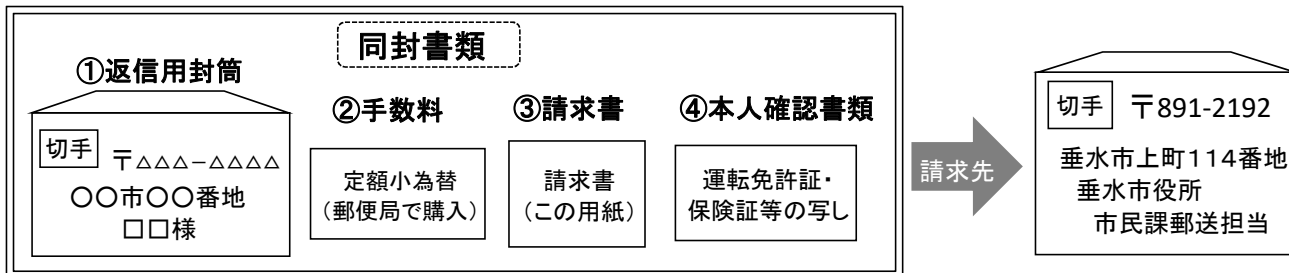 同封書類
①返信用封筒
切手
〒△△△−△△△△
〇〇市〇〇番地
□□様
②手数料
定額小為替
（郵便局で購入）
③請求書
請求書
（この用紙）
④本人確認書類
運転免許証・
保険証等の写し
請求先
切手
〒891-2192
垂水市上町１１４番地
垂水市役所
市民課郵送担当